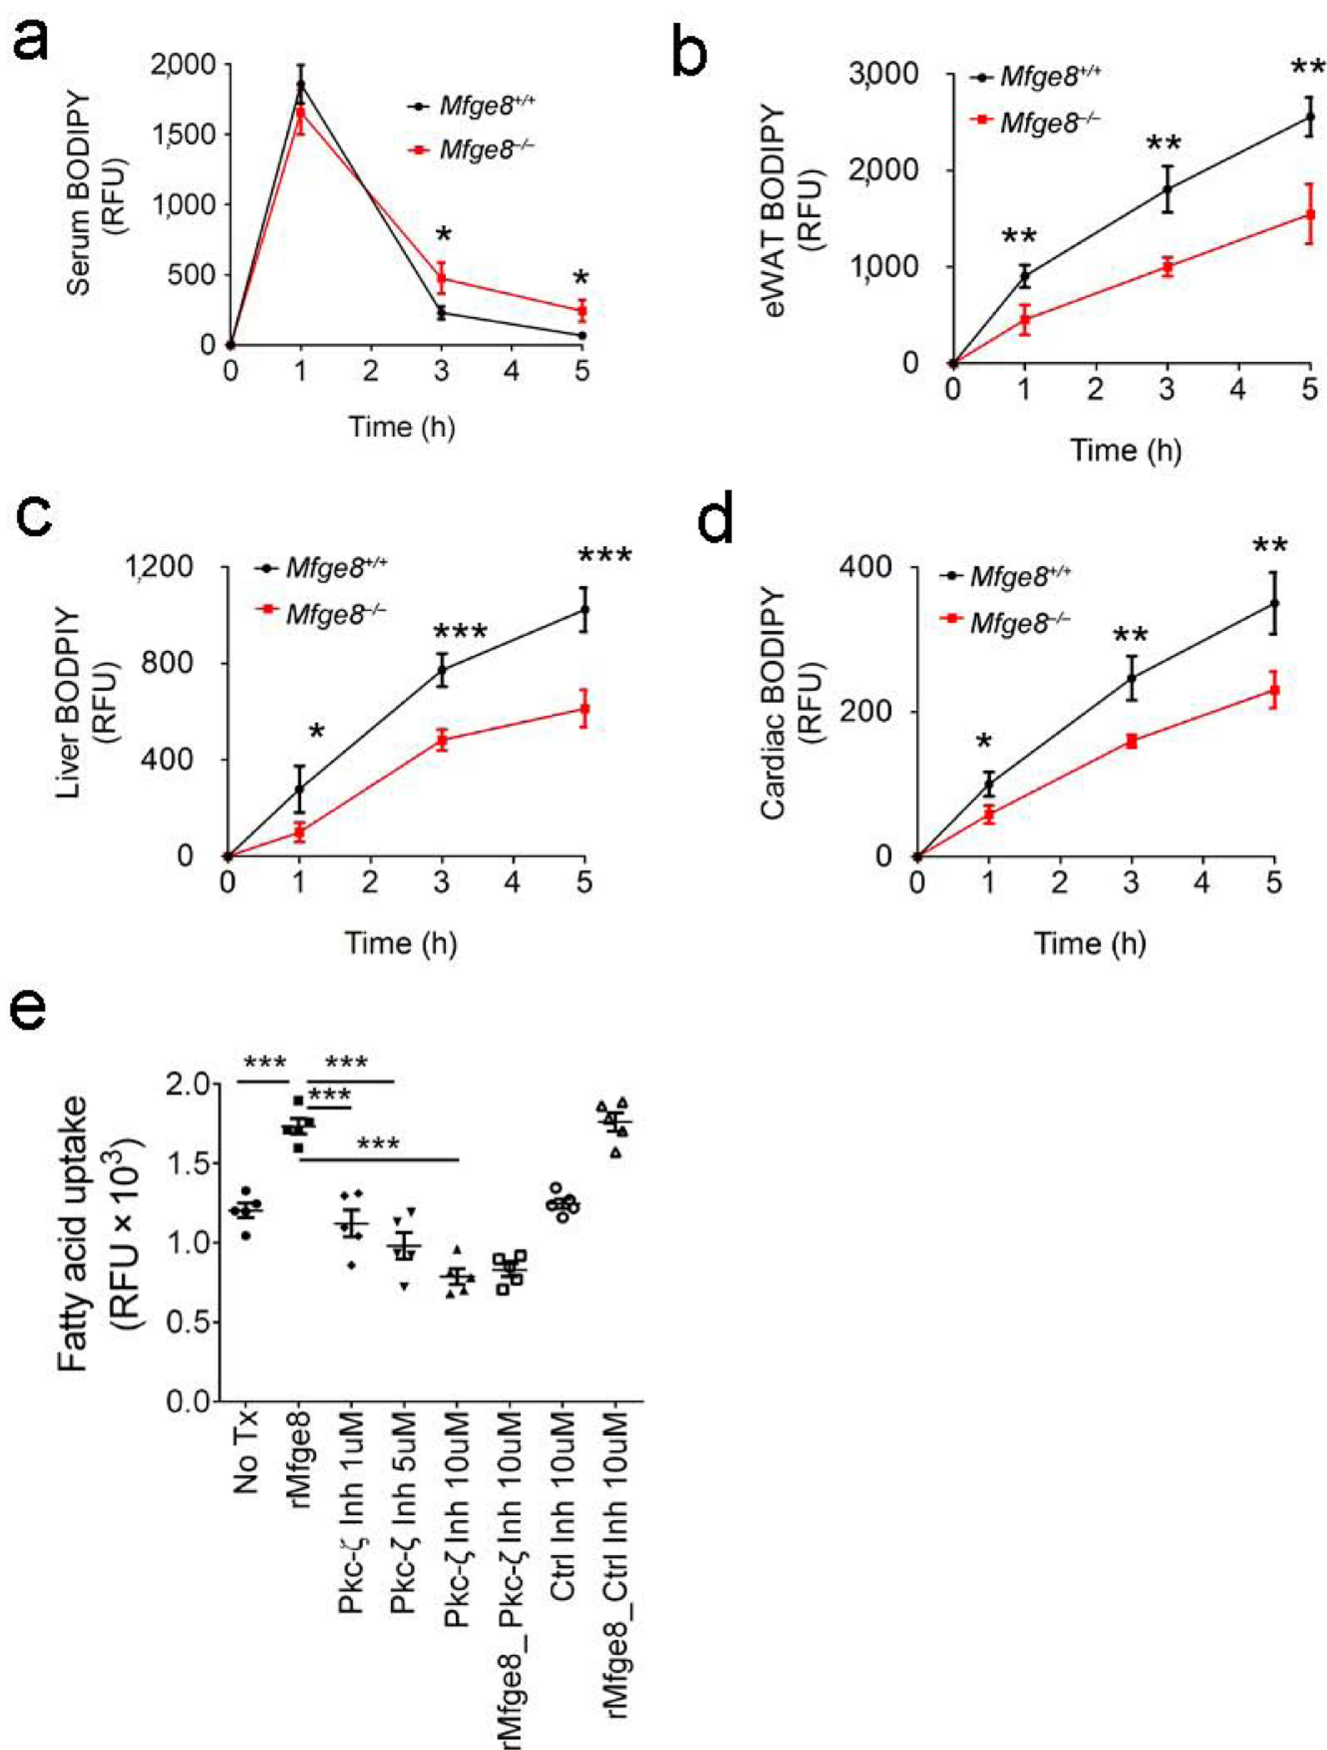 a
2,000
1,500
1,000
500
0
Serum BODIPY
(RFU)
Mfge8+/+
Mfge8–/–
*
*
0 1 2 3 4 5
Time (h)
b
3,000
2,000
1,000
0
eWAT BODIPY
(RFU)
Mfge8+/+
Mfge8–/–
**
**
**
0 1 2 3 4 5
Time (h)
c
1,200
800
400
0
Liver BODPIY
(RFU)
Mfge8+/+
Mfge8–/–
*
***
***
0 1 2 3 4 5
Time (h)
d
400
200
0
Cardiac BODIPY
(RFU)
Mfge8+/+
Mfge8–/–
*
**
**
0 1 2 3 4 5
Time (h)
e
Fatty acid uptake
(RFU × 10³)
2.0
1.5
1.0
0.5
0.0
*** ***
***
***
No Tx
rMfge8
Pkc-ζ Inh 1uM
Pkc-ζ Inh 5uM
Pkc-ζ Inh 10uM
rMfge8_Pkc-ζ Inh 10uM
Ctrl Inh 10uM
rMfge8_Ctrl Inh 10uM